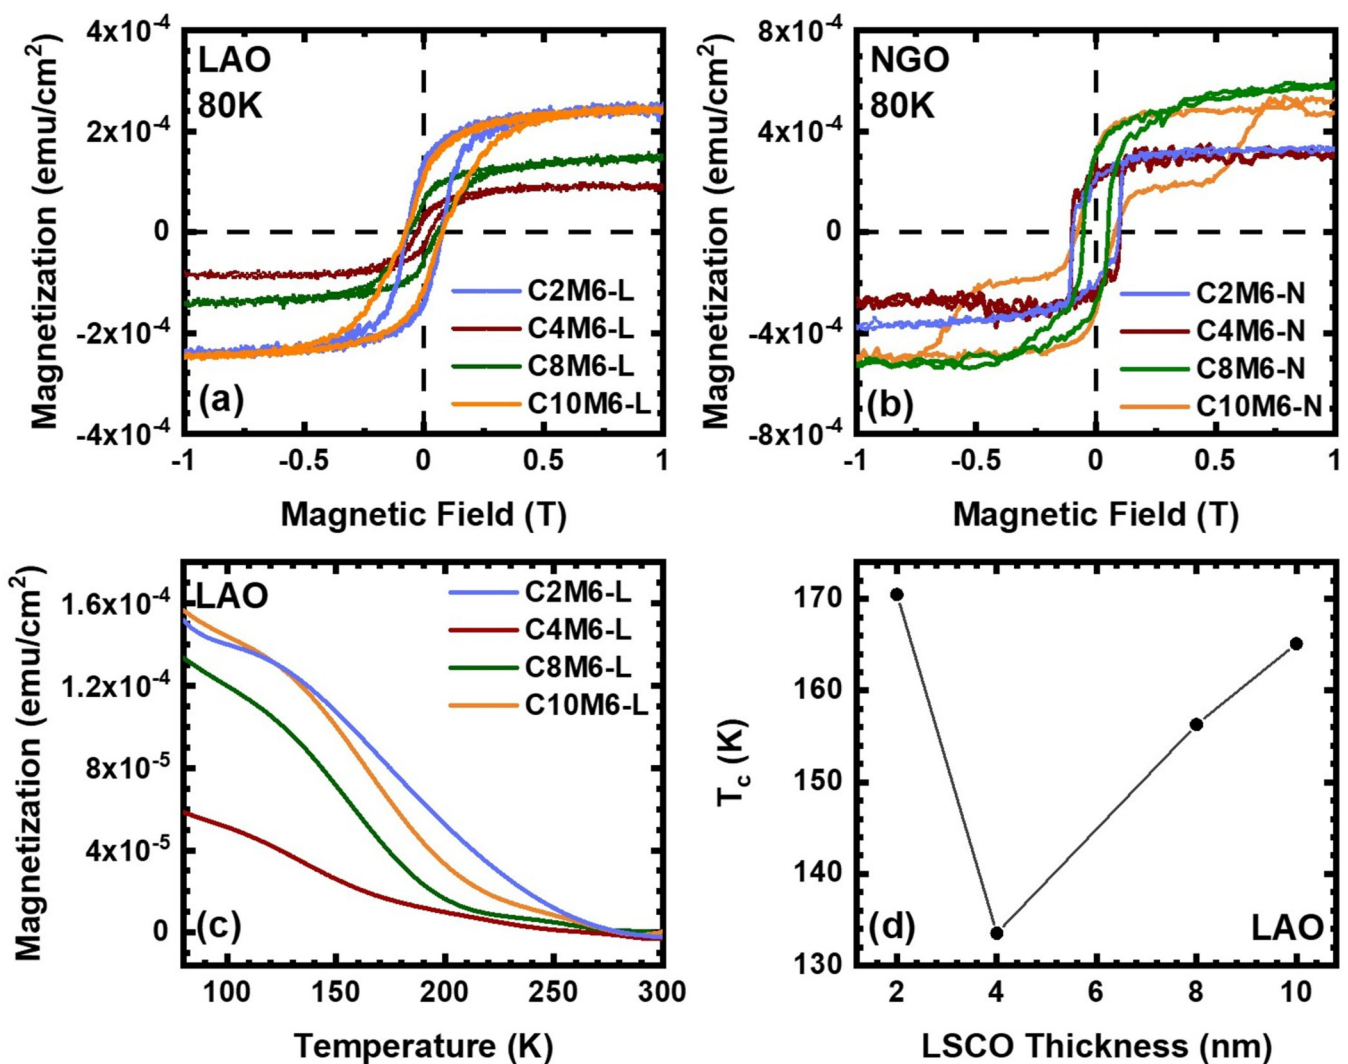 4x10⁻⁴
2x10⁻⁴
0
-2x10⁻⁴
-4x10⁻⁴
Magnetization (emu/cm²)
LAO
80K
C2M6-L
C4M6-L
C8M6-L
C10M6-L
(a)
-1 -0.5 0 0.5 1
Magnetic Field (T)
8x10⁻⁴
4x10⁻⁴
0
-4x10⁻⁴
-8x10⁻⁴
Magnetization (emu/cm²)
NGO
80K
C2M6-N
C4M6-N
C8M6-N
C10M6-N
(b)
-1 -0.5 0 0.5 1
Magnetic Field (T)
1.6x10⁻⁴
1.2x10⁻⁴
8x10⁻⁵
4x10⁻⁵
0
Magnetization (emu/cm²)
LAO
C2M6-L
C4M6-L
C8M6-L
C10M6-L
(c)
100 150 200 250 300
Temperature (K)
170
160
150
140
130
T_c (K)
(d)
LAO
2 4 6 8 10
LSCO Thickness (nm)